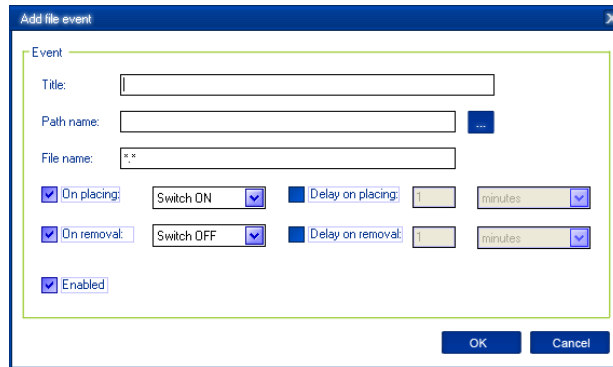 Add file event
Event
Title:
Path name:
...
File name: *.*
On placing: Switch ON Delay on placing: 1 minutes
On removal: Switch OFF Delay on removal: 1 minutes
Enabled
OK Cancel